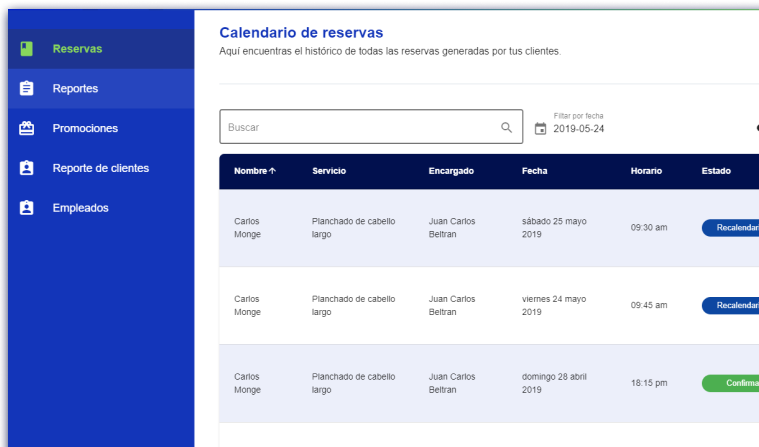 Calendario de reservas
Aquí encuentras el histórico de todas las reservas generadas por tus clientes.
Reservas
Reportes
Promociones
Reporte de clientes
Empleados
Buscar
Filtar por fecha
2019-05-24
Nombre Servicio Encargado Fecha Horario Estado
Carlos Planchado de cabello Juan Carlos sábado 25 mayo
Monge largo Beltran 2019
09:30 am
Recalendar
Carlos Planchado de cabello Juan Carlos viernes 24 mayo
Monge largo Beltran 2019
09:45 am
Recalendar
Carlos Planchado de cabello Juan Carlos domingo 28 abril
Monge largo Beltran 2019
18:15 pm
Confirma